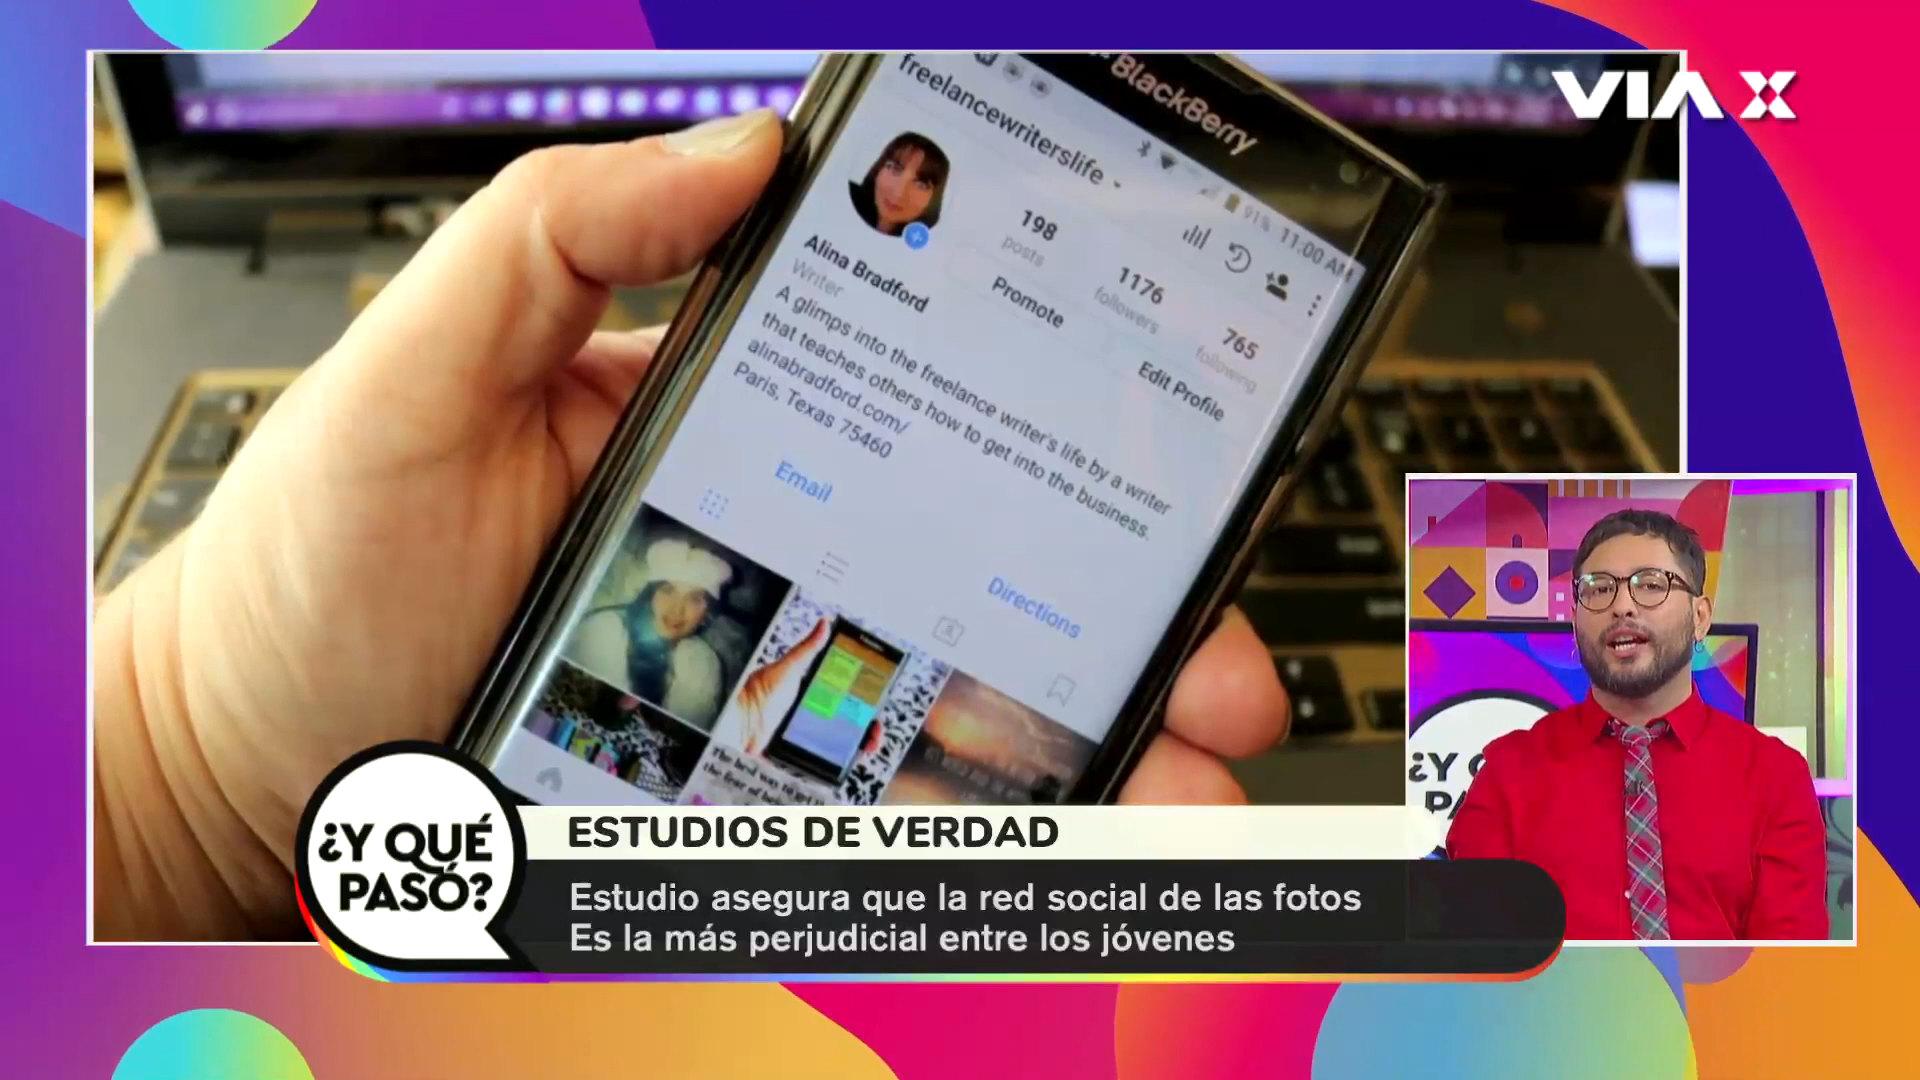 VIA X
BlackBerry
freelancewriterslife
91% 11:00 AM
198
posts
1176
followers
765
following
Promote
Edit Profile
Alina Bradford
Writer
A glimps into the freelance writer's life by a writer
that teaches others how to get into the business.
alinabradford.com/
Paris, Texas 75460
Email
Directions
¿Y QUÉ
PASÓ?
ESTUDIOS DE VERDAD
Estudio asegura que la red social de las fotos
Es la más perjudicial entre los jóvenes